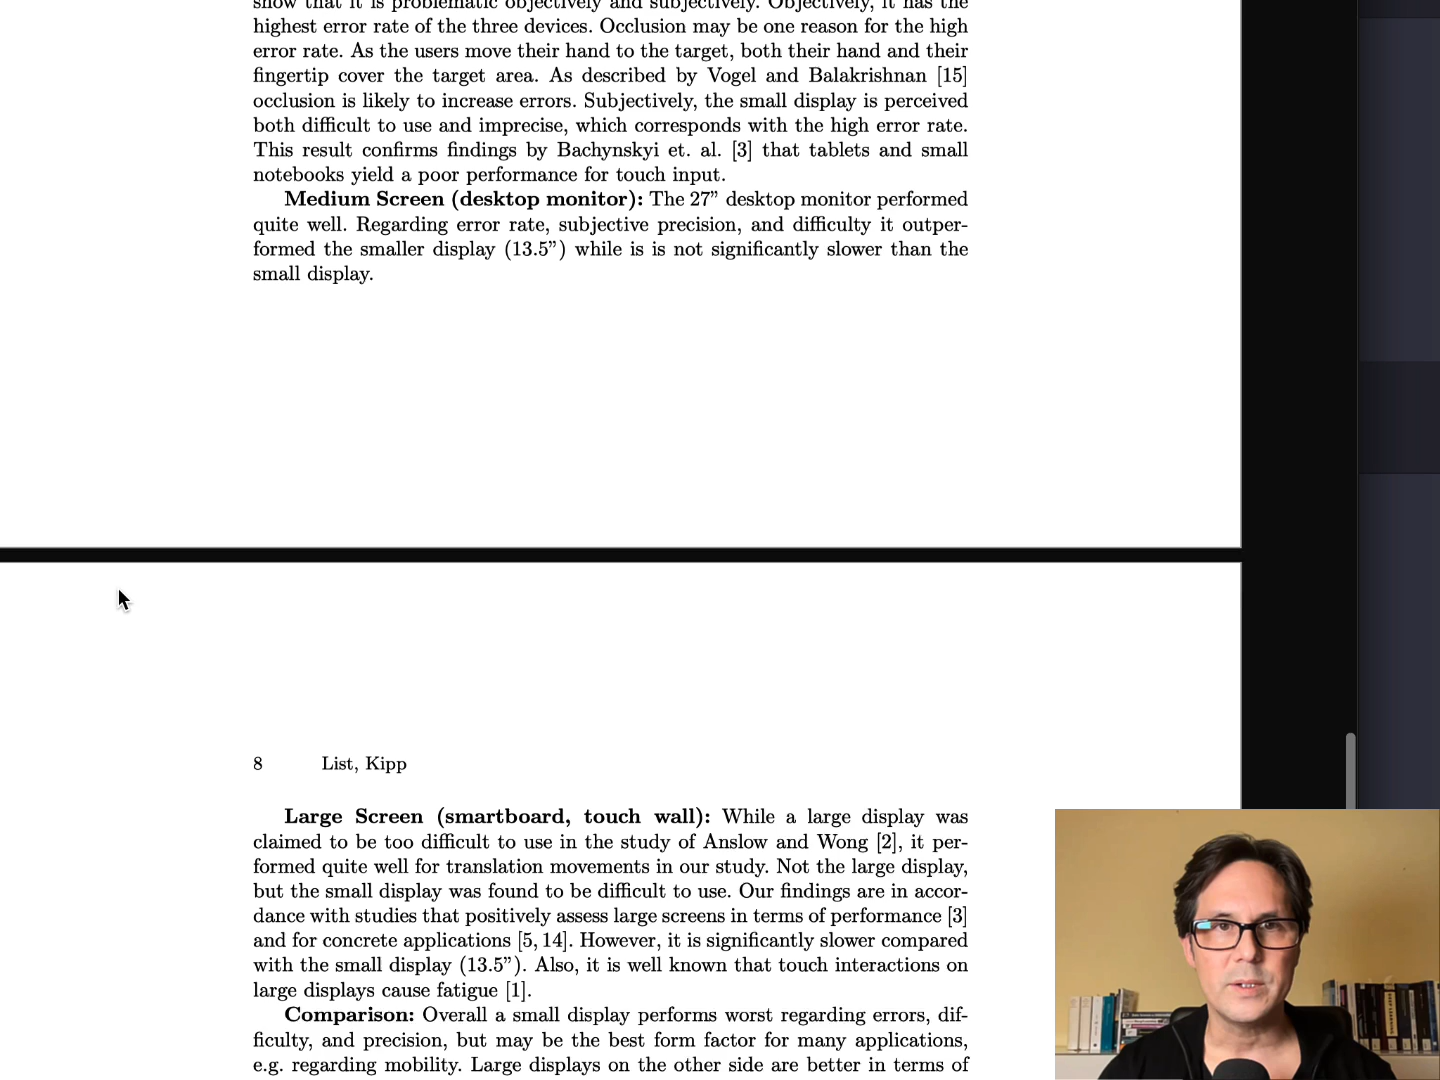 show that it is problematic objectively and subjectively. Objectively, it has the
highest error rate of the three devices. Occlusion may be one reason for the high
error rate. As the users move their hand to the target, both their hand and their
fingertip cover the target area. As described by Vogel and Balakrishnan [15]
occlusion is likely to increase errors. Subjectively, the small display is perceived
both difficult to use and imprecise, which corresponds with the high error rate.
This result confirms findings by Bachynskyi et. al. [3] that tablets and small
notebooks yield a poor performance for touch input.
Medium Screen (desktop monitor): The 27” desktop monitor performed
quite well. Regarding error rate, subjective precision, and difficulty it outper-
formed the smaller display (13.5”) while is is not significantly slower than the
small display.
8 List, Kipp
Large Screen (smartboard, touch wall): While a large display was
claimed to be too difficult to use in the study of Anslow and Wong [2], it per-
formed quite well for translation movements in our study. Not the large display,
but the small display was found to be difficult to use. Our findings are in accor-
dance with studies that positively assess large screens in terms of performance [3]
and for concrete applications [5, 14]. However, it is significantly slower compared
with the small display (13.5”). Also, it is well known that touch interactions on
large displays cause fatigue [1].
Comparison: Overall a small display performs worst regarding errors, dif-
ficulty, and precision, but may be the best form factor for many applications,
e.g. regarding mobility. Large displays on the other side are better in terms of